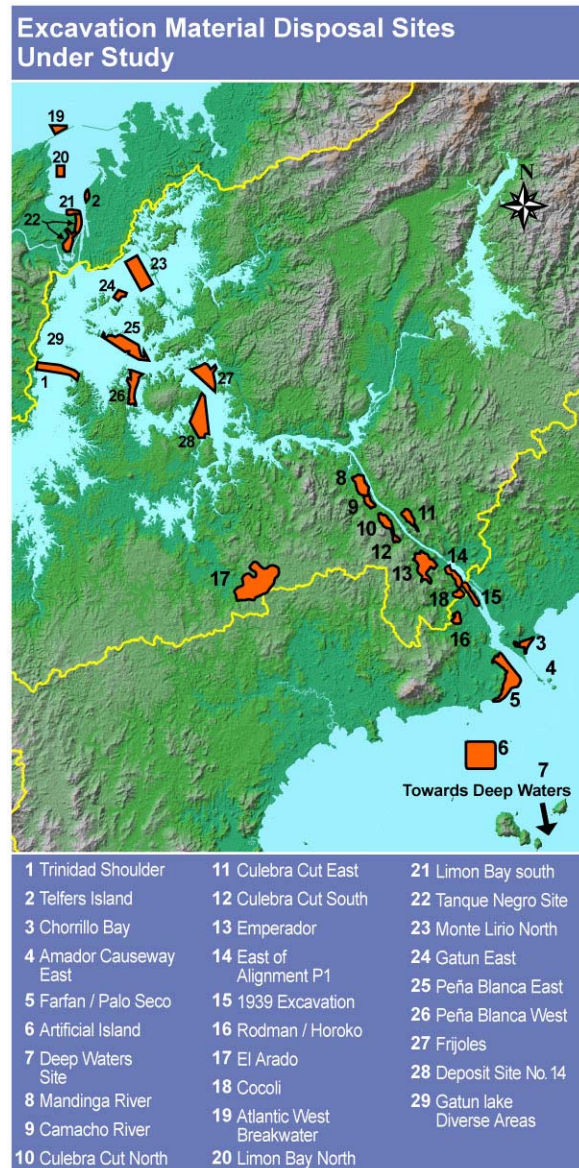 Excavation Material Disposal Sites
Under Study
19
20
21
2
22
N
23
24
25
29
1
26
27
28
8
9
10
11
12
13
14
17
18
15
16
3
4
5
6
7
Towards Deep Waters
1 Trinidad Shoulder
2 Telfers Island
3 Chorrillo Bay
4 Amador Causeway
East
5 Farfan / Palo Seco
6 Artificial Island
7 Deep Waters
Site
8 Mandinga River
9 Camacho River
10 Culebra Cut North
11 Culebra Cut East
12 Culebra Cut South
13 Emperador
14 East of
Alignment P1
15 1939 Excavation
16 Rodman / Horoko
17 El Arado
18 Cocoli
19 Atlantic West
Breakwater
20 Limon Bay North
21 Limon Bay south
22 Tanque Negro Site
23 Monte Lirio North
24 Gatun East
25 Peña Blanca East
26 Peña Blanca West
27 Frijoles
28 Deposit Site No. 14
29 Gatun lake
Diverse Areas